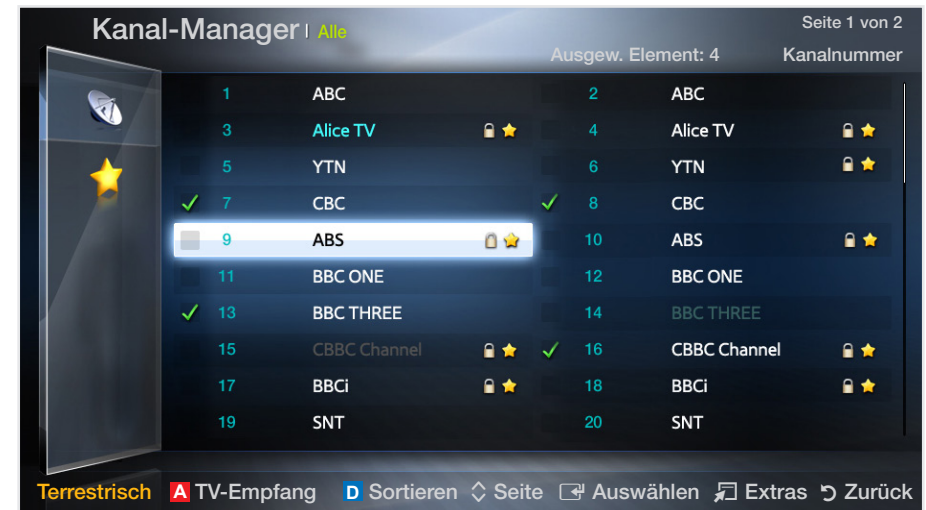 Kanal-Manager | Alle
Seite 1 von 2
Ausgew. Element: 4 Kanalnummer
1 ABC 2 ABC
3 Alice TV 4 Alice TV
5 YTN 6 YTN
7 CBC 8 CBC
9 ABS 10 ABS
11 BBC ONE 12 BBC ONE
13 BBC THREE 14 BBC THREE
15 CBBC Channel 16 CBBC Channel
17 BBCi 18 BBCi
19 SNT 20 SNT
Terrestrisch A TV-Empfang D Sortieren Seite Auswählen Extras Zurück